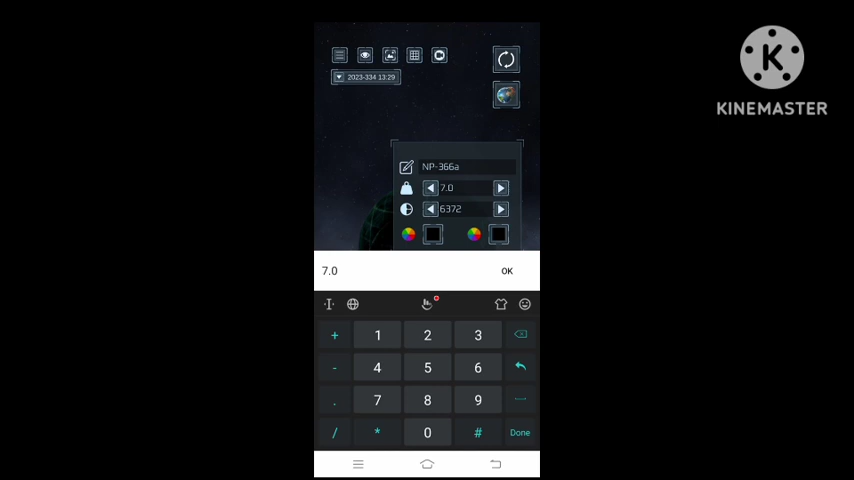 2023-334 13:29
NP-366a
7.0
6372
7.0 OK
+ 1 2 3
- 4 5 6
. 7 8 9
/ * 0 # Done
K
KINEMASTER